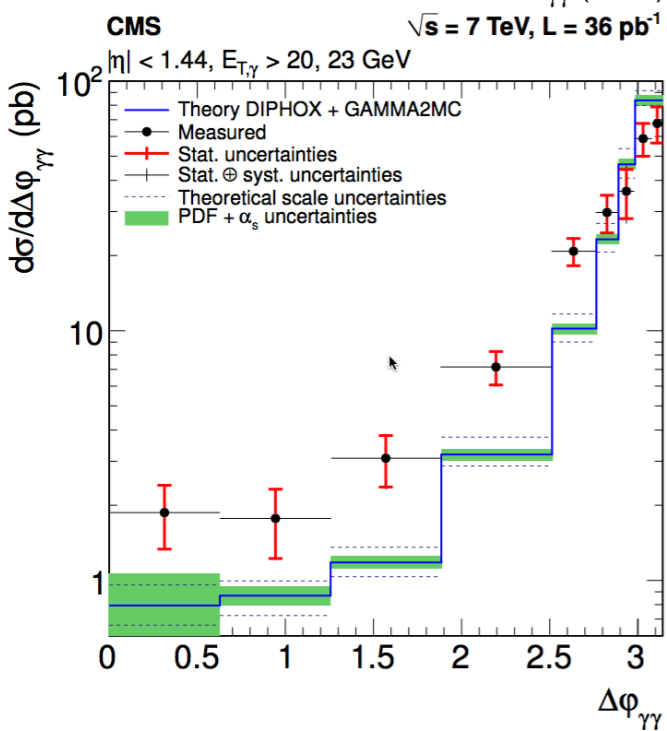 CMS
√s = 7 TeV, L = 36 pb⁻¹
|η| < 1.44, E_T,γ > 20, 23 GeV
dσ/dΔφ_γγ (pb)
10²
10
1
Theory DIPHOX + GAMMA2MC
Measured
Stat. uncertainties
Stat. ⊕ syst. uncertainties
Theoretical scale uncertainties
PDF + α_s uncertainties
0 0.5 1 1.5 2 2.5 3
Δφ_γγ